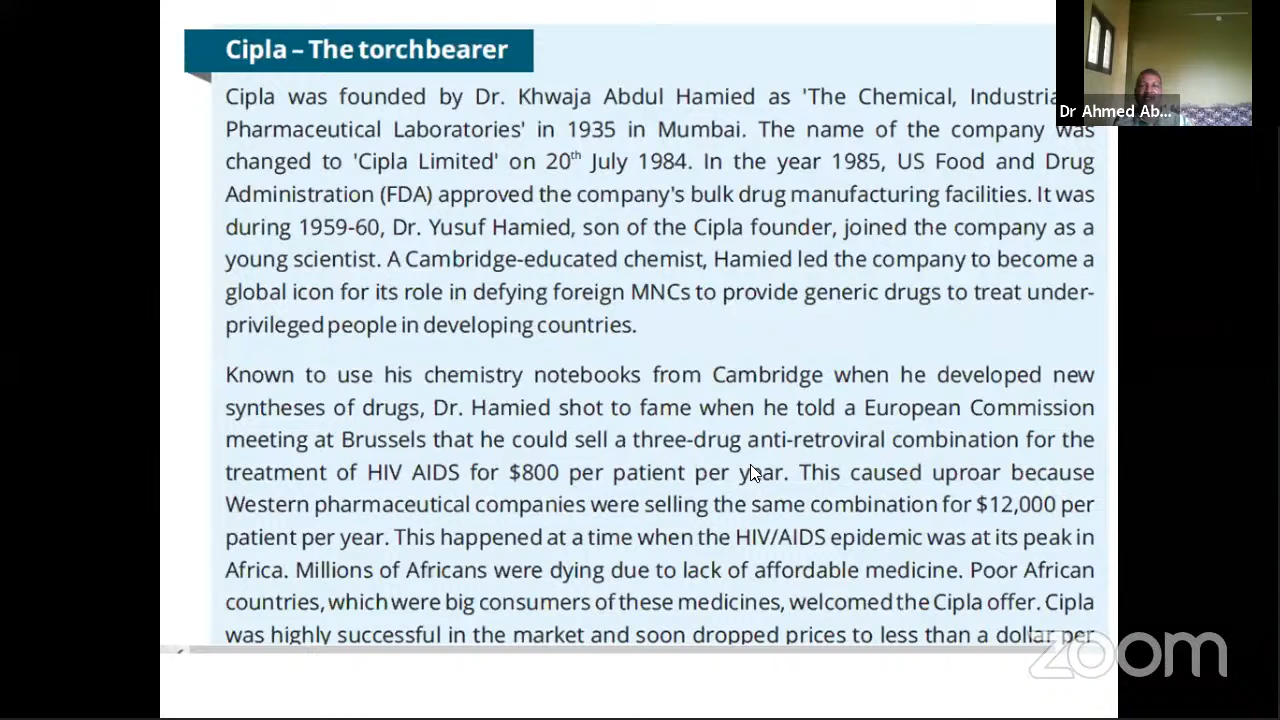 Cipla – The torchbearer
Dr Ahmed Ab...
Cipla was founded by Dr. Khwaja Abdul Hamied as 'The Chemical, Industria
Pharmaceutical Laboratories' in 1935 in Mumbai. The name of the company was
changed to 'Cipla Limited' on 20th July 1984. In the year 1985, US Food and Drug
Administration (FDA) approved the company's bulk drug manufacturing facilities. It was
during 1959-60, Dr. Yusuf Hamied, son of the Cipla founder, joined the company as a
young scientist. A Cambridge-educated chemist, Hamied led the company to become a
global icon for its role in defying foreign MNCs to provide generic drugs to treat under-
privileged people in developing countries.
Known to use his chemistry notebooks from Cambridge when he developed new
syntheses of drugs, Dr. Hamied shot to fame when he told a European Commission
meeting at Brussels that he could sell a three-drug anti-retroviral combination for the
treatment of HIV AIDS for $800 per patient per year. This caused uproar because
Western pharmaceutical companies were selling the same combination for $12,000 per
patient per year. This happened at a time when the HIV/AIDS epidemic was at its peak in
Africa. Millions of Africans were dying due to lack of affordable medicine. Poor African
countries, which were big consumers of these medicines, welcomed the Cipla offer. Cipla
was highly successful in the market and soon dropped prices to less than a dollar per
zoom